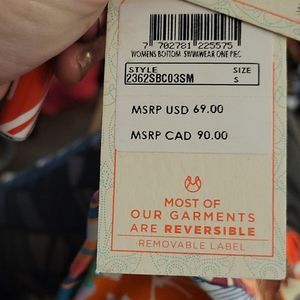 7 702781 225575
WOMENS BOTTOM SWIMWEAR ONE PIEC
STYLE SIZE
2362SBC03SM S
MSRP USD 69.00
MSRP CAD 90.00
MOST OF
OUR GARMENTS
ARE REVERSIBLE
REMOVABLE LABEL